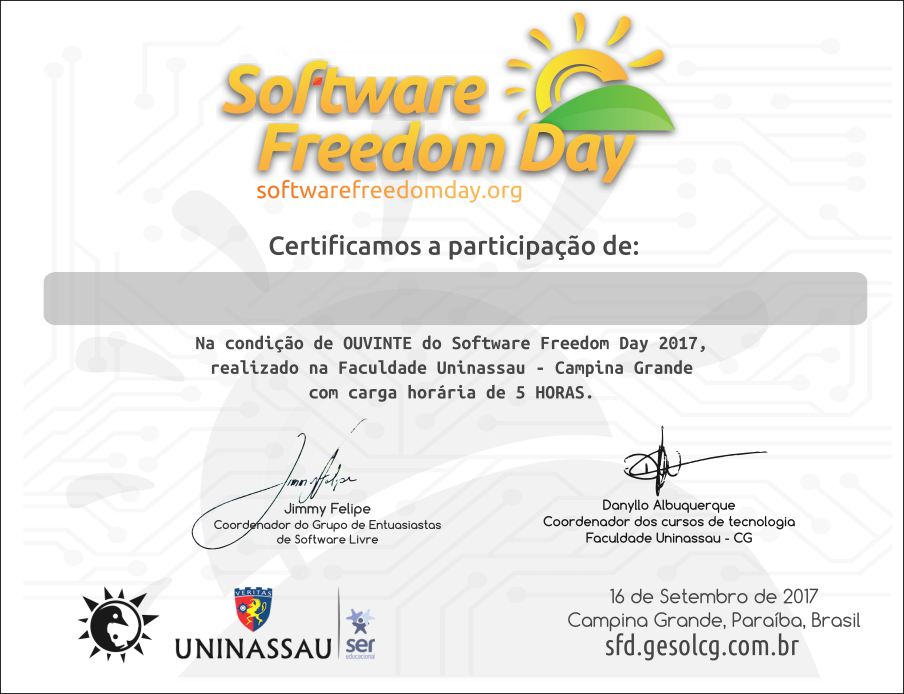 Software
Freedom Day
softwarefreedomday.org
Certificamos a participação de:
Na condição de OUVINTE do Software Freedom Day 2017,
realizado na Faculdade Uninassau - Campina Grande
com carga horária de 5 HORAS.
Jimmy Felipe
Jimmy Felipe
Coordenador do Grupo de Entuasiastas
de Software Livre
Danyllo Albuquerque
Coordenador dos cursos de tecnologia
Faculdade Uninassau - CG
VERITAS
UNINASSAU
ser
educacional
16 de Setembro de 2017
Campina Grande, Paraíba, Brasil
sfd.gesolcg.com.br